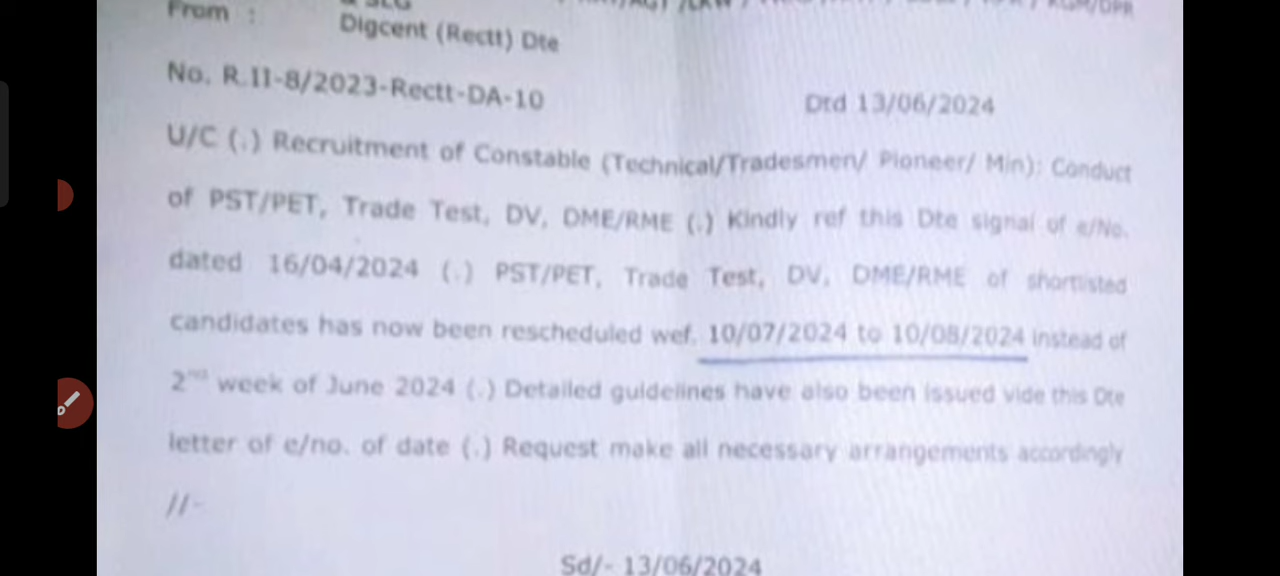 & SLG
From :
Digcent (Rectt) Dte
No. R.II-8/2023-Rectt-DA-10
Dtd 13/06/2024
U/C (.) Recruitment of Constable (Technical/Tradesmen/ Pioneer/ Min): Conduct
of PST/PET, Trade Test, DV, DME/RME (.) Kindly ref this Dte signal of e/No.
dated 16/04/2024 (.) PST/PET, Trade Test, DV, DME/RME of shortlisted
candidates has now been rescheduled wef. 10/07/2024 to 10/08/2024 instead of
2nd week of June 2024 (.) Detailed guidelines have also been issued vide this Dte
letter of e/no. of date (.) Request make all necessary arrangements accordingly
//-
Sd/- 13/06/2024